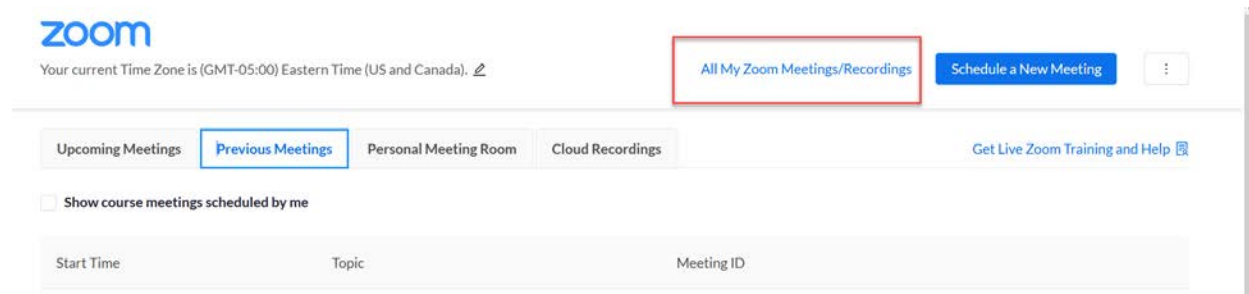 zoom
Your current Time Zone is (GMT-05:00) Eastern Time (US and Canada).
All My Zoom Meetings/Recordings
Schedule a New Meeting
Upcoming Meetings
Previous Meetings
Personal Meeting Room
Cloud Recordings
Get Live Zoom Training and Help
Show course meetings scheduled by me
Start Time
Topic
Meeting ID